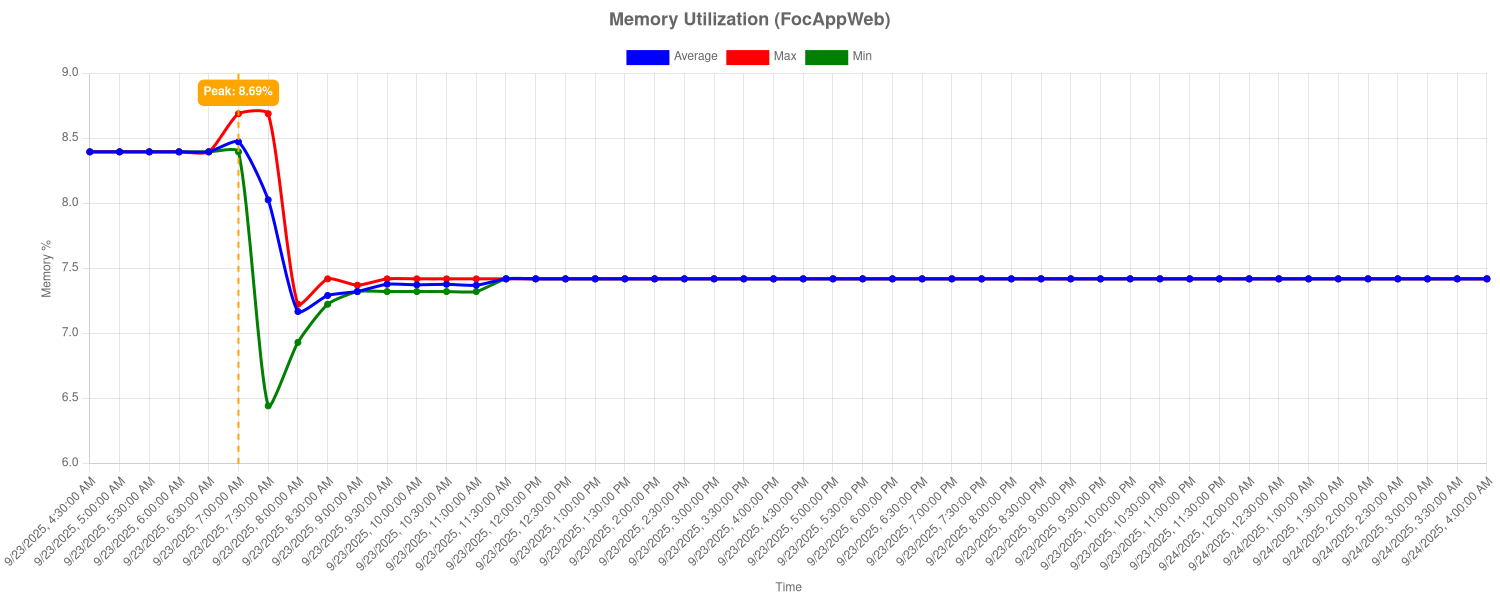 Memory Utilization (FocAppWeb)
Average Max Min
Peak: 8.69%
9.0
8.5
8.0
7.5
7.0
6.5
6.0
Memory %
9/23/2025, 4:30:00 AM
9/23/2025, 5:00:00 AM
9/23/2025, 5:30:00 AM
9/23/2025, 6:00:00 AM
9/23/2025, 6:30:00 AM
9/23/2025, 7:00:00 AM
9/23/2025, 7:30:00 AM
9/23/2025, 8:00:00 AM
9/23/2025, 8:30:00 AM
9/23/2025, 9:00:00 AM
9/23/2025, 9:30:00 AM
9/23/2025, 10:00:00 AM
9/23/2025, 10:30:00 AM
9/23/2025, 11:00:00 AM
9/23/2025, 11:30:00 AM
9/23/2025, 12:00:00 PM
9/23/2025, 12:30:00 PM
9/23/2025, 1:00:00 PM
9/23/2025, 1:30:00 PM
9/23/2025, 2:00:00 PM
9/23/2025, 2:30:00 PM
9/23/2025, 3:00:00 PM
9/23/2025, 3:30:00 PM
9/23/2025, 4:00:00 PM
9/23/2025, 4:30:00 PM
9/23/2025, 5:00:00 PM
9/23/2025, 5:30:00 PM
9/23/2025, 6:00:00 PM
9/23/2025, 6:30:00 PM
9/23/2025, 7:00:00 PM
9/23/2025, 7:30:00 PM
9/23/2025, 8:00:00 PM
9/23/2025, 8:30:00 PM
9/23/2025, 9:00:00 PM
9/23/2025, 9:30:00 PM
9/23/2025, 10:00:00 PM
9/23/2025, 10:30:00 PM
9/23/2025, 11:00:00 PM
9/23/2025, 11:30:00 PM
9/24/2025, 12:00:00 AM
9/24/2025, 12:30:00 AM
9/24/2025, 1:00:00 AM
9/24/2025, 1:30:00 AM
9/24/2025, 2:00:00 AM
9/24/2025, 2:30:00 AM
9/24/2025, 3:00:00 AM
9/24/2025, 3:30:00 AM
9/24/2025, 4:00:00 AM
Time